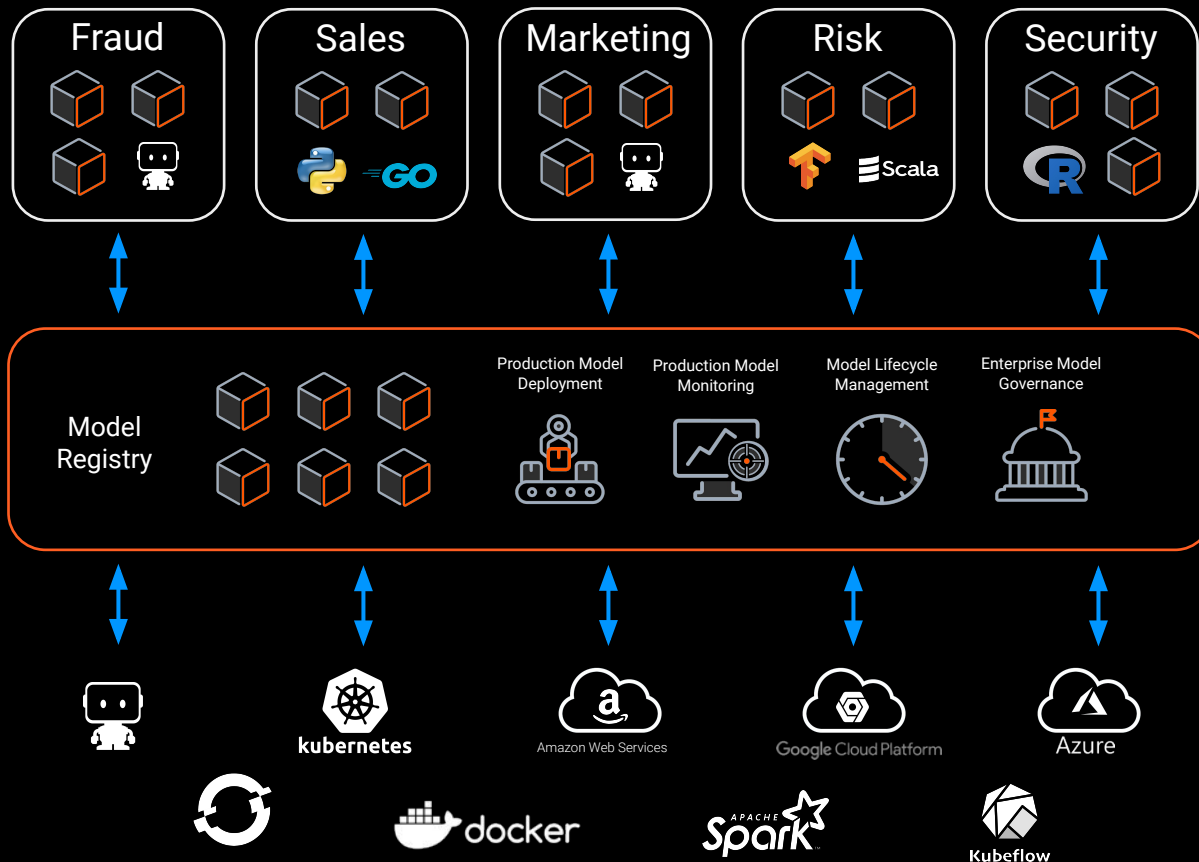 Fraud
Sales
Marketing
Risk
Security
GO
Scala
R
Production Model
Deployment
Production Model
Monitoring
Model Lifecycle
Management
Enterprise Model
Governance
Model
Registry
kubernetes
a
Amazon Web Services
Google Cloud Platform
Azure
docker
APACHE
Spark
Kubeflow